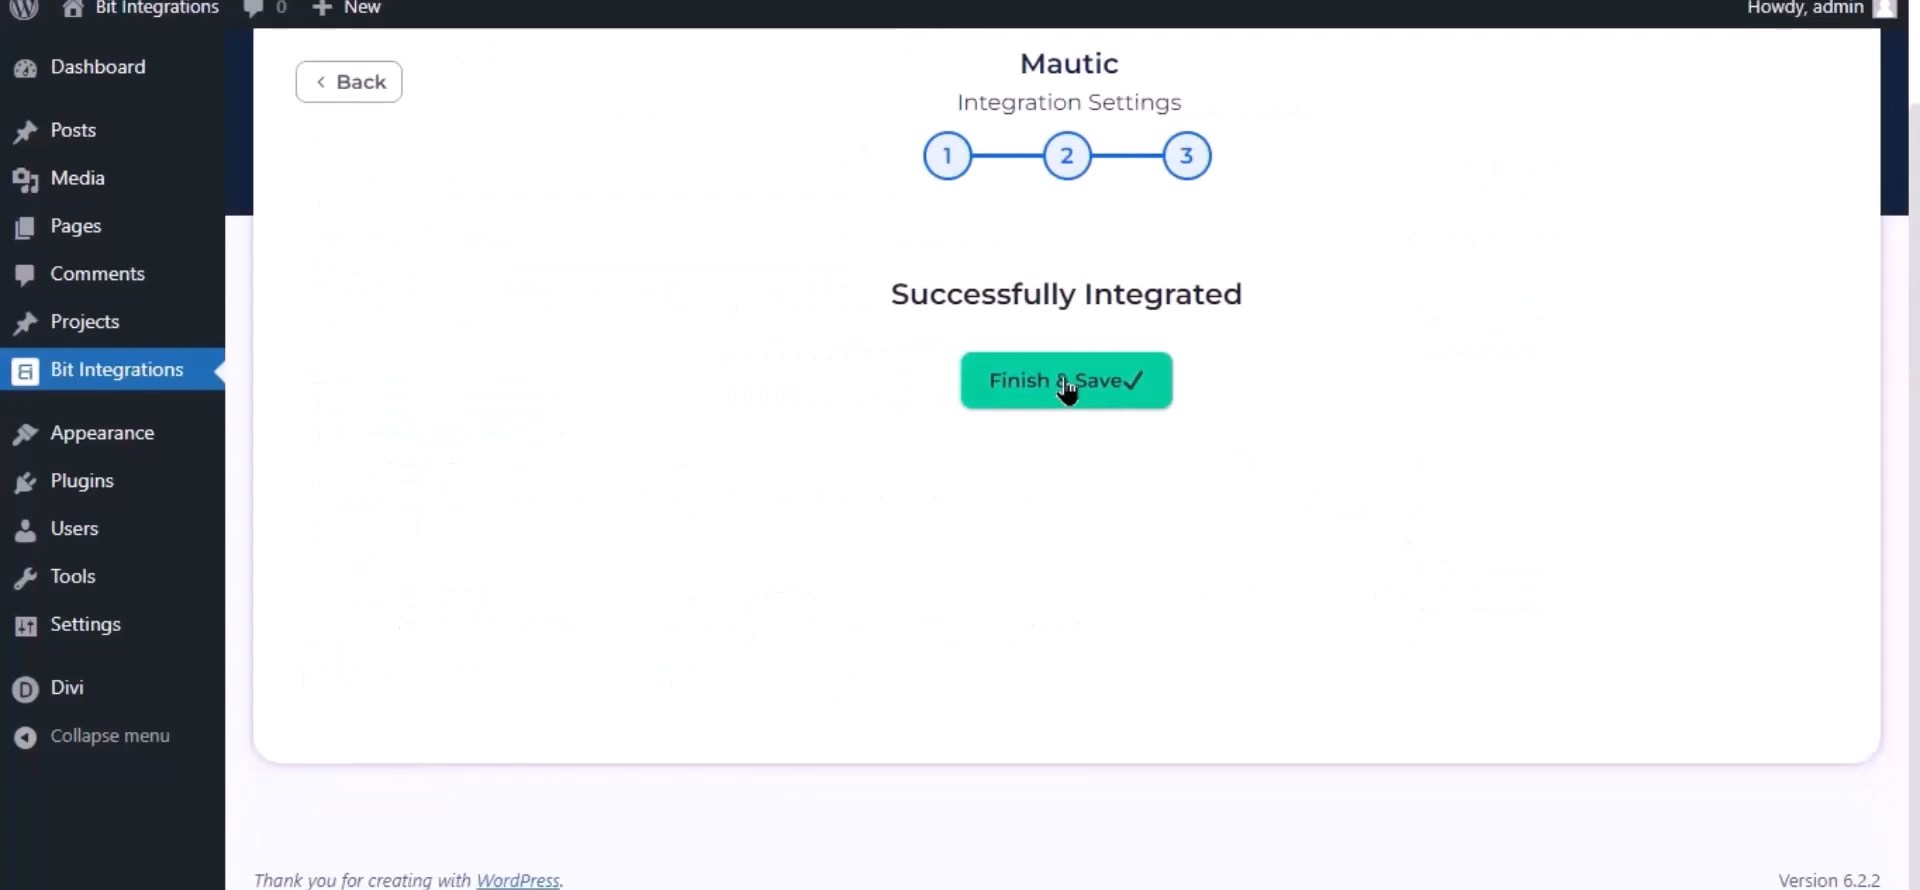 Bit Integrations 0 New Howdy, admin
Dashboard
Posts
Media
Pages
Comments
Projects
Bit Integrations
Appearance
Plugins
Users
Tools
Settings
Divi
Collapse menu
Back
Mautic
Integration Settings
1 2 3
Successfully Integrated
Finish & Save
Thank you for creating with WordPress.
Version 6.2.2